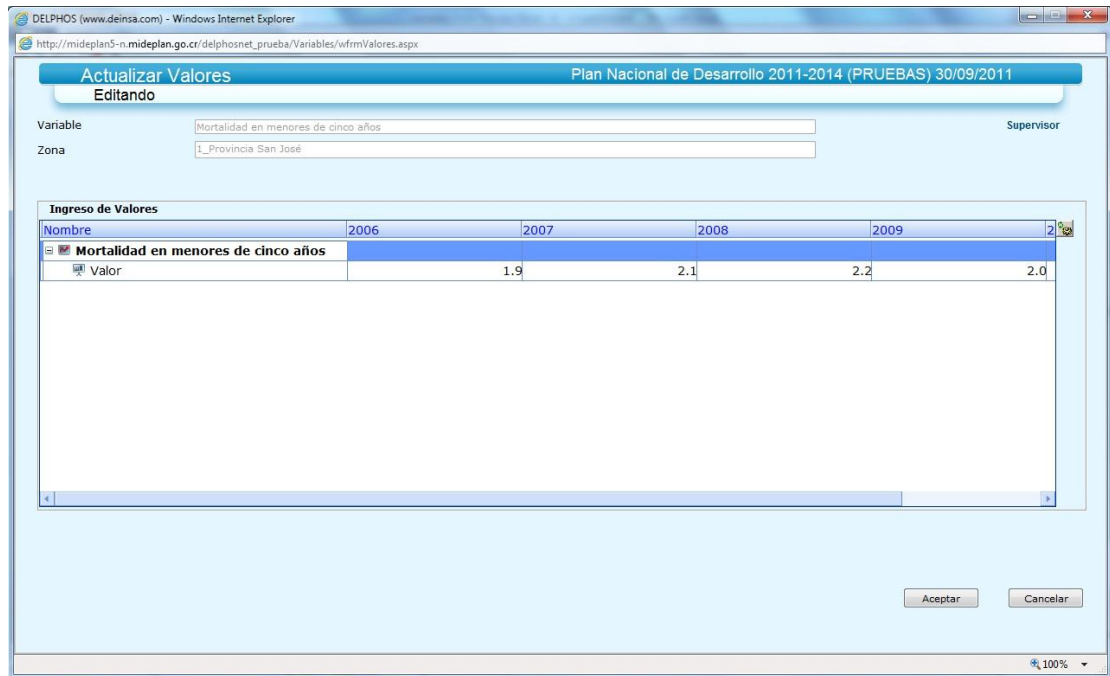 DELPHOS (www.deinsa.com) - Windows Internet Explorer
http://mideplan5-n.mideplan.go.cr/delphosnet_prueba/Variables/wfrmValores.aspx
Actualizar Valores Plan Nacional de Desarrollo 2011-2014 (PRUEBAS) 30/09/2011
Editando
Variable Mortalidad en menores de cinco años Supervisor
Zona 1_Provincia San José
Ingreso de Valores
Nombre 2006 2007 2008 2009 2
Mortalidad en menores de cinco años
Valor 1.9 2.1 2.2 2.0
Aceptar Cancelar
100%